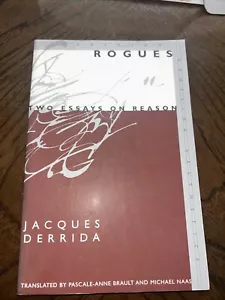 ROGUES
TWO ESSAYS ON REASON
JACQUES
DERRIDA
TRANSLATED BY PASCALE-ANNE BRAULT AND MICHAEL NAAS